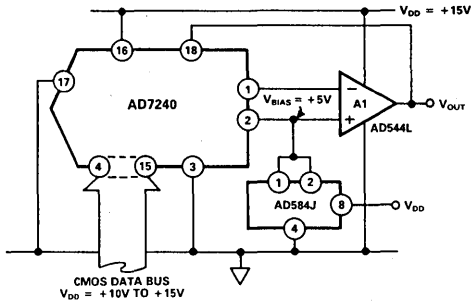 V_DD = +15V
16
18
17
AD7240
1
V_BIAS = +5V
2
−
A1
+
V_OUT
AD544L
4
15
3
1
2
AD584J
8
V_DD
4
CMOS DATA BUS
V_DD = +10V TO +15V